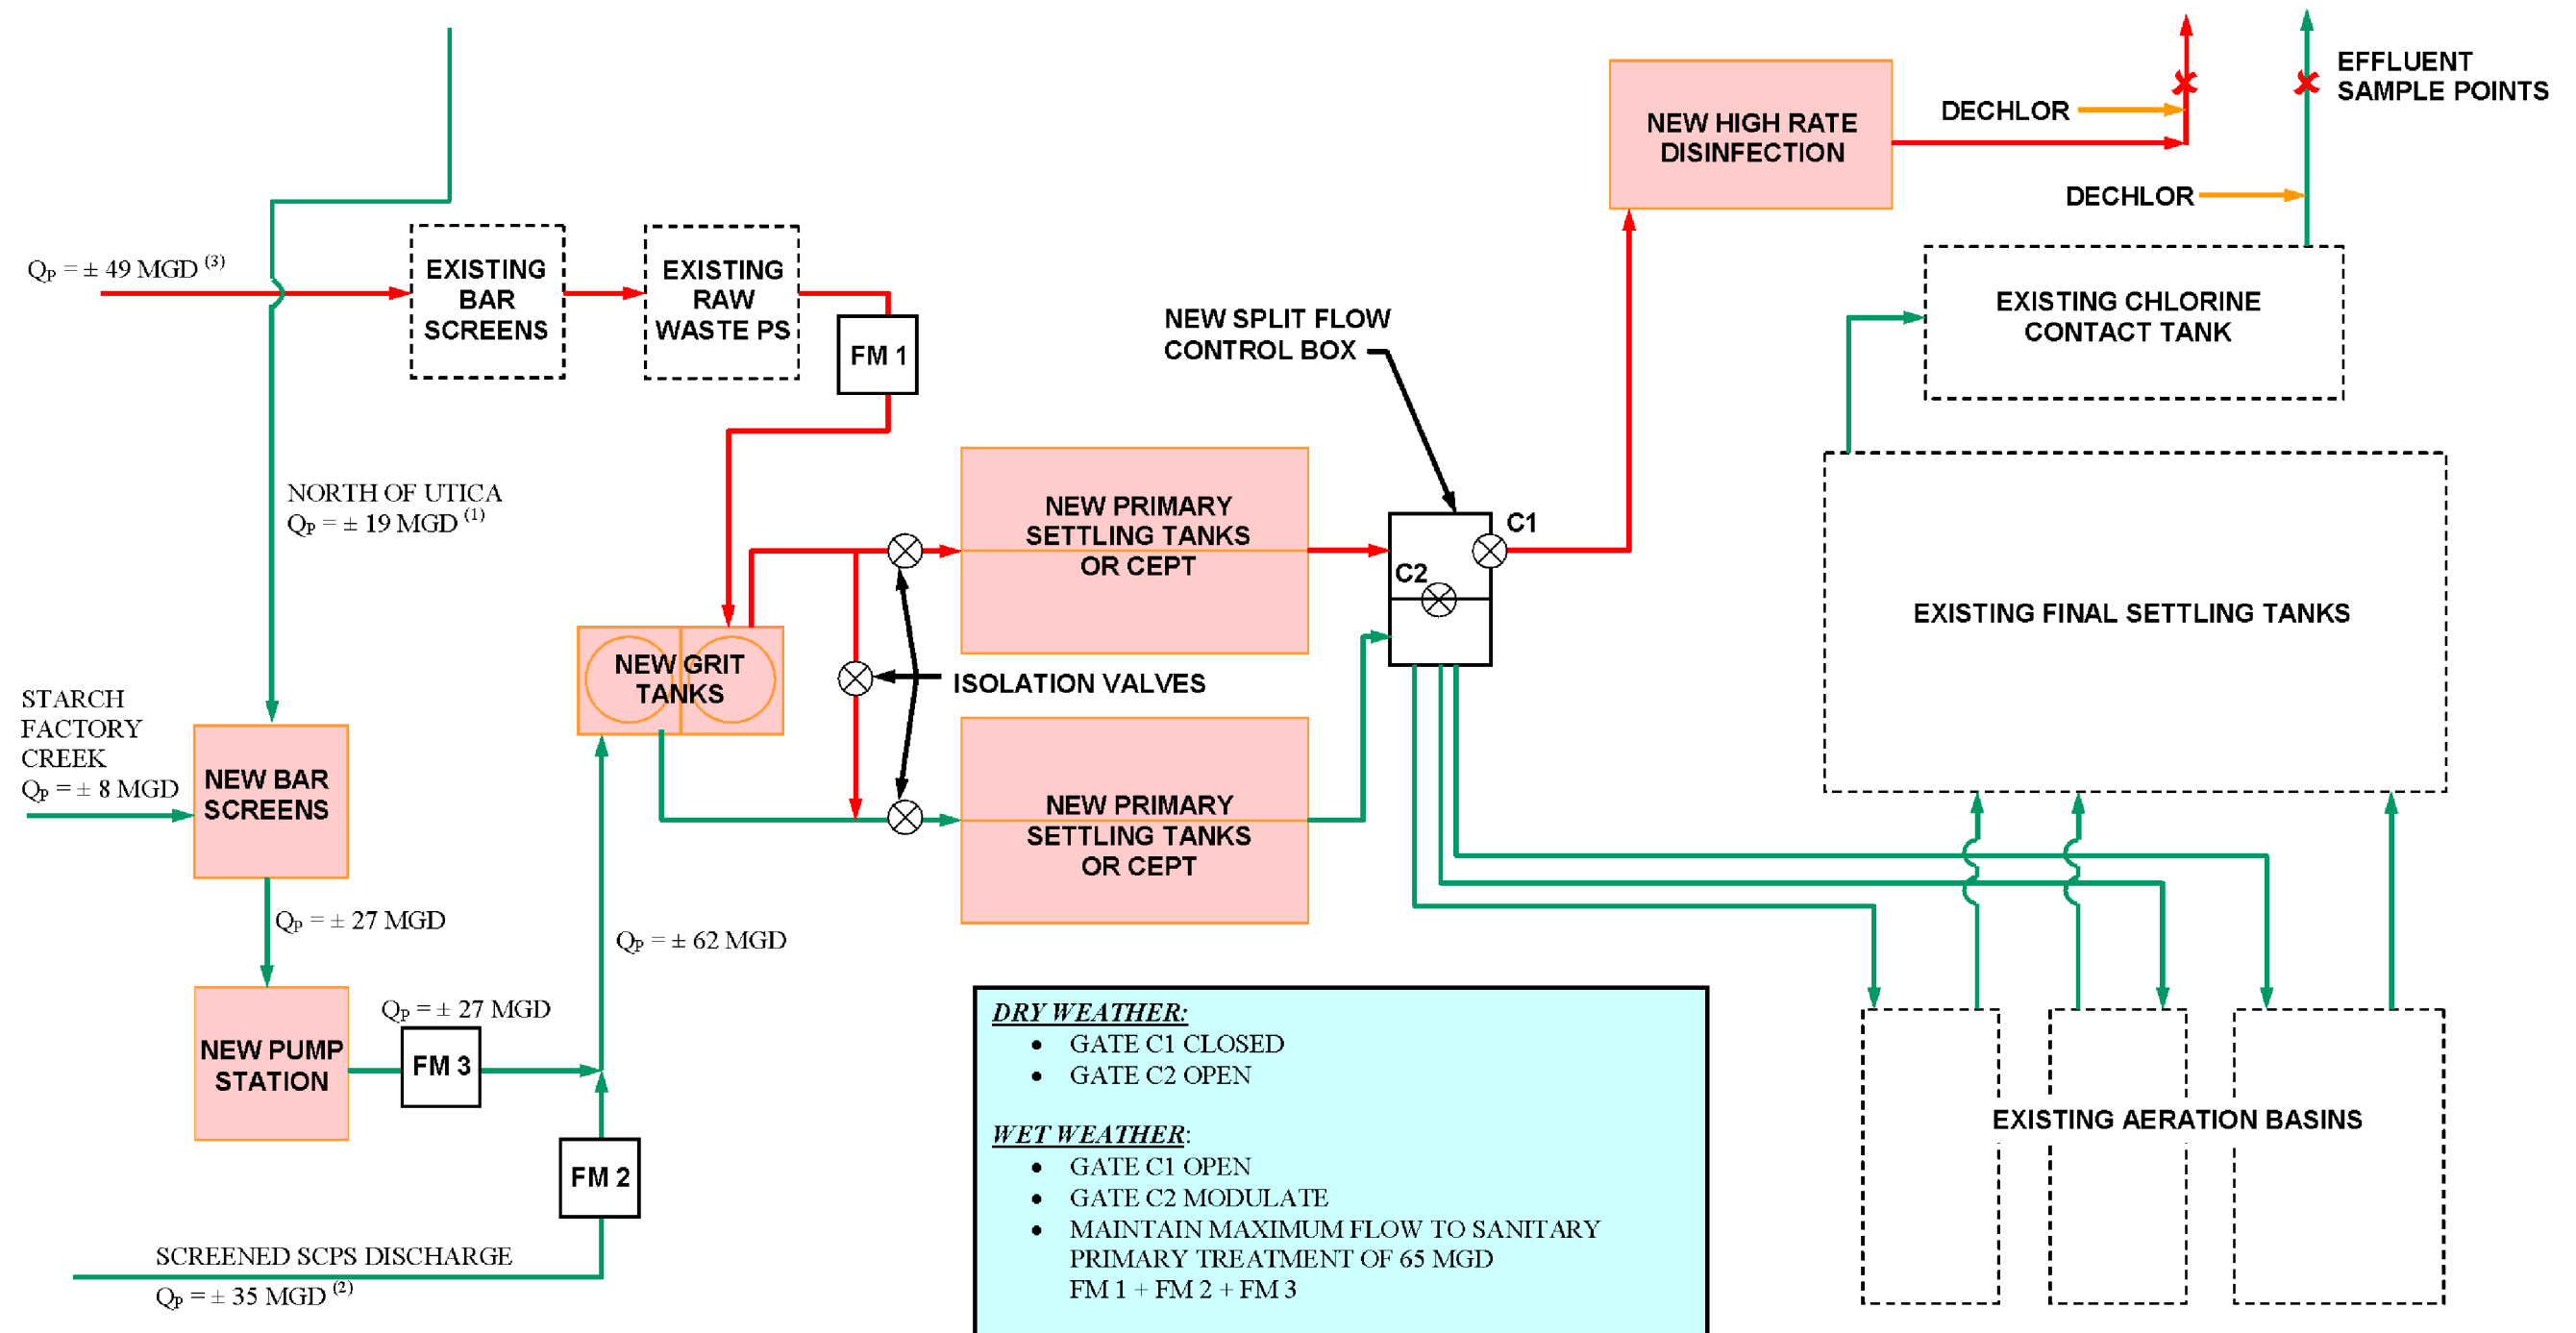 EFFLUENT
SAMPLE POINTS
DECHLOR
NEW HIGH RATE
DISINFECTION
DECHLOR
Qₚ = ± 49 MGD ⁽³⁾
EXISTING
BAR
SCREENS
EXISTING
RAW
WASTE PS
FM 1
NEW SPLIT FLOW
CONTROL BOX
EXISTING CHLORINE
CONTACT TANK
NORTH OF UTICA
Qₚ = ± 19 MGD ⁽¹⁾
NEW PRIMARY
SETTLING TANKS
OR CEPT
C1
C2
EXISTING FINAL SETTLING TANKS
NEW GRIT
TANKS
ISOLATION VALVES
STARCH
FACTORY
CREEK
Qₚ = ± 8 MGD
NEW BAR
SCREENS
NEW PRIMARY
SETTLING TANKS
OR CEPT
Qₚ = ± 27 MGD
Qₚ = ± 62 MGD
Qₚ = ± 27 MGD
NEW PUMP
STATION
FM 3
FM 2
SCREENED SCPS DISCHARGE
Qₚ = ± 35 MGD ⁽²⁾
DRY WEATHER:
• GATE C1 CLOSED
• GATE C2 OPEN
WET WEATHER:
• GATE C1 OPEN
• GATE C2 MODULATE
• MAINTAIN MAXIMUM FLOW TO SANITARY
PRIMARY TREATMENT OF 65 MGD
FM 1 + FM 2 + FM 3
EXISTING AERATION BASINS